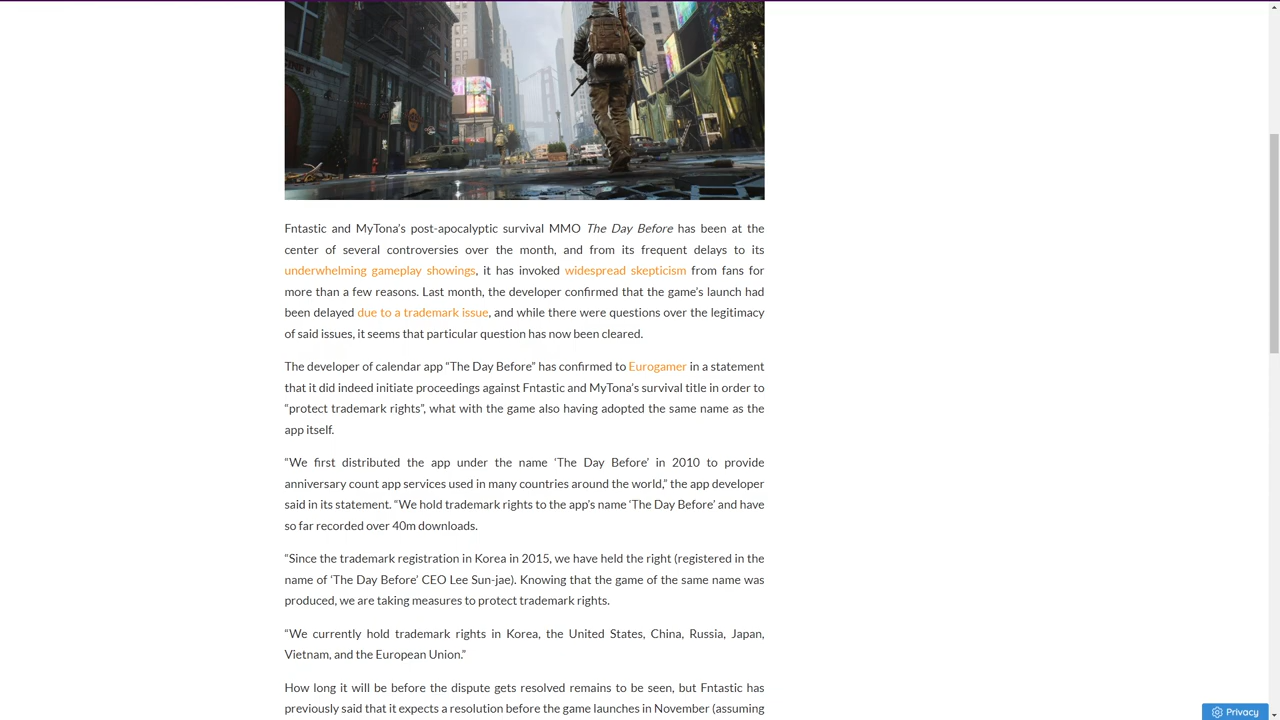 Fntastic and MyTona’s post-apocalyptic survival MMO The Day Before has been at the
center of several controversies over the month, and from its frequent delays to its
underwhelming gameplay showings, it has invoked widespread skepticism from fans for
more than a few reasons. Last month, the developer confirmed that the game’s launch had
been delayed due to a trademark issue, and while there were questions over the legitimacy
of said issues, it seems that particular question has now been cleared.
The developer of calendar app “The Day Before” has confirmed to Eurogamer in a statement
that it did indeed initiate proceedings against Fntastic and MyTona’s survival title in order to
“protect trademark rights”, what with the game also having adopted the same name as the
app itself.
“We first distributed the app under the name ‘The Day Before’ in 2010 to provide
anniversary count app services used in many countries around the world,” the app developer
said in its statement. “We hold trademark rights to the app’s name ‘The Day Before’ and have
so far recorded over 40m downloads.
“Since the trademark registration in Korea in 2015, we have held the right (registered in the
name of ‘The Day Before’ CEO Lee Sun-jae). Knowing that the game of the same name was
produced, we are taking measures to protect trademark rights.
“We currently hold trademark rights in Korea, the United States, China, Russia, Japan,
Vietnam, and the European Union.”
How long it will be before the dispute gets resolved remains to be seen, but Fntastic has
previously said that it expects a resolution before the game launches in November (assuming
Privacy